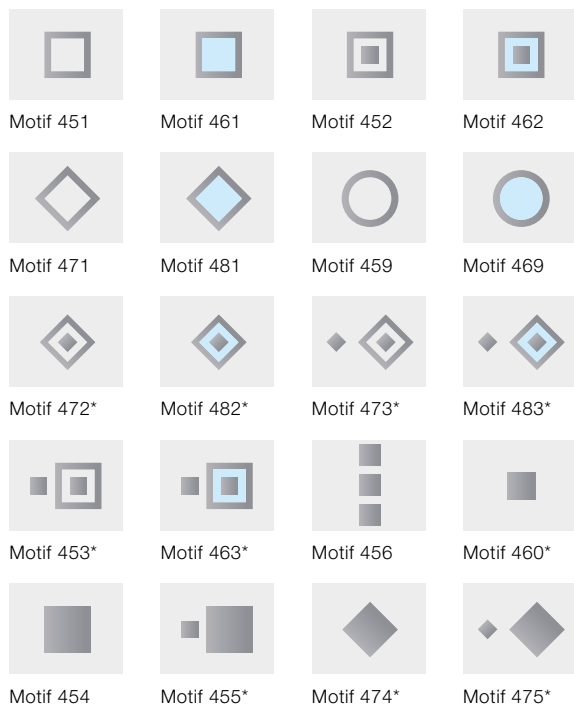 Motif 451
Motif 461
Motif 452
Motif 462
Motif 471
Motif 481
Motif 459
Motif 469
Motif 472*
Motif 482*
Motif 473*
Motif 483*
Motif 453*
Motif 463*
Motif 456
Motif 460*
Motif 454
Motif 455*
Motif 474*
Motif 475*